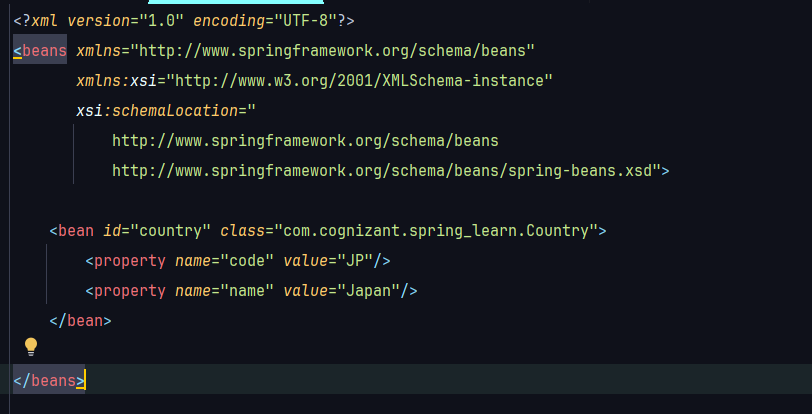 <?xml version="1.0" encoding="UTF-8"?>
<beans xmlns="http://www.springframework.org/schema/beans"
       xmlns:xsi="http://www.w3.org/2001/XMLSchema-instance"
       xsi:schemaLocation="
           http://www.springframework.org/schema/beans
           http://www.springframework.org/schema/beans/spring-beans.xsd">

    <bean id="country" class="com.cognizant.spring_learn.Country">
        <property name="code" value="JP"/>
        <property name="name" value="Japan"/>
    </bean>

</beans>